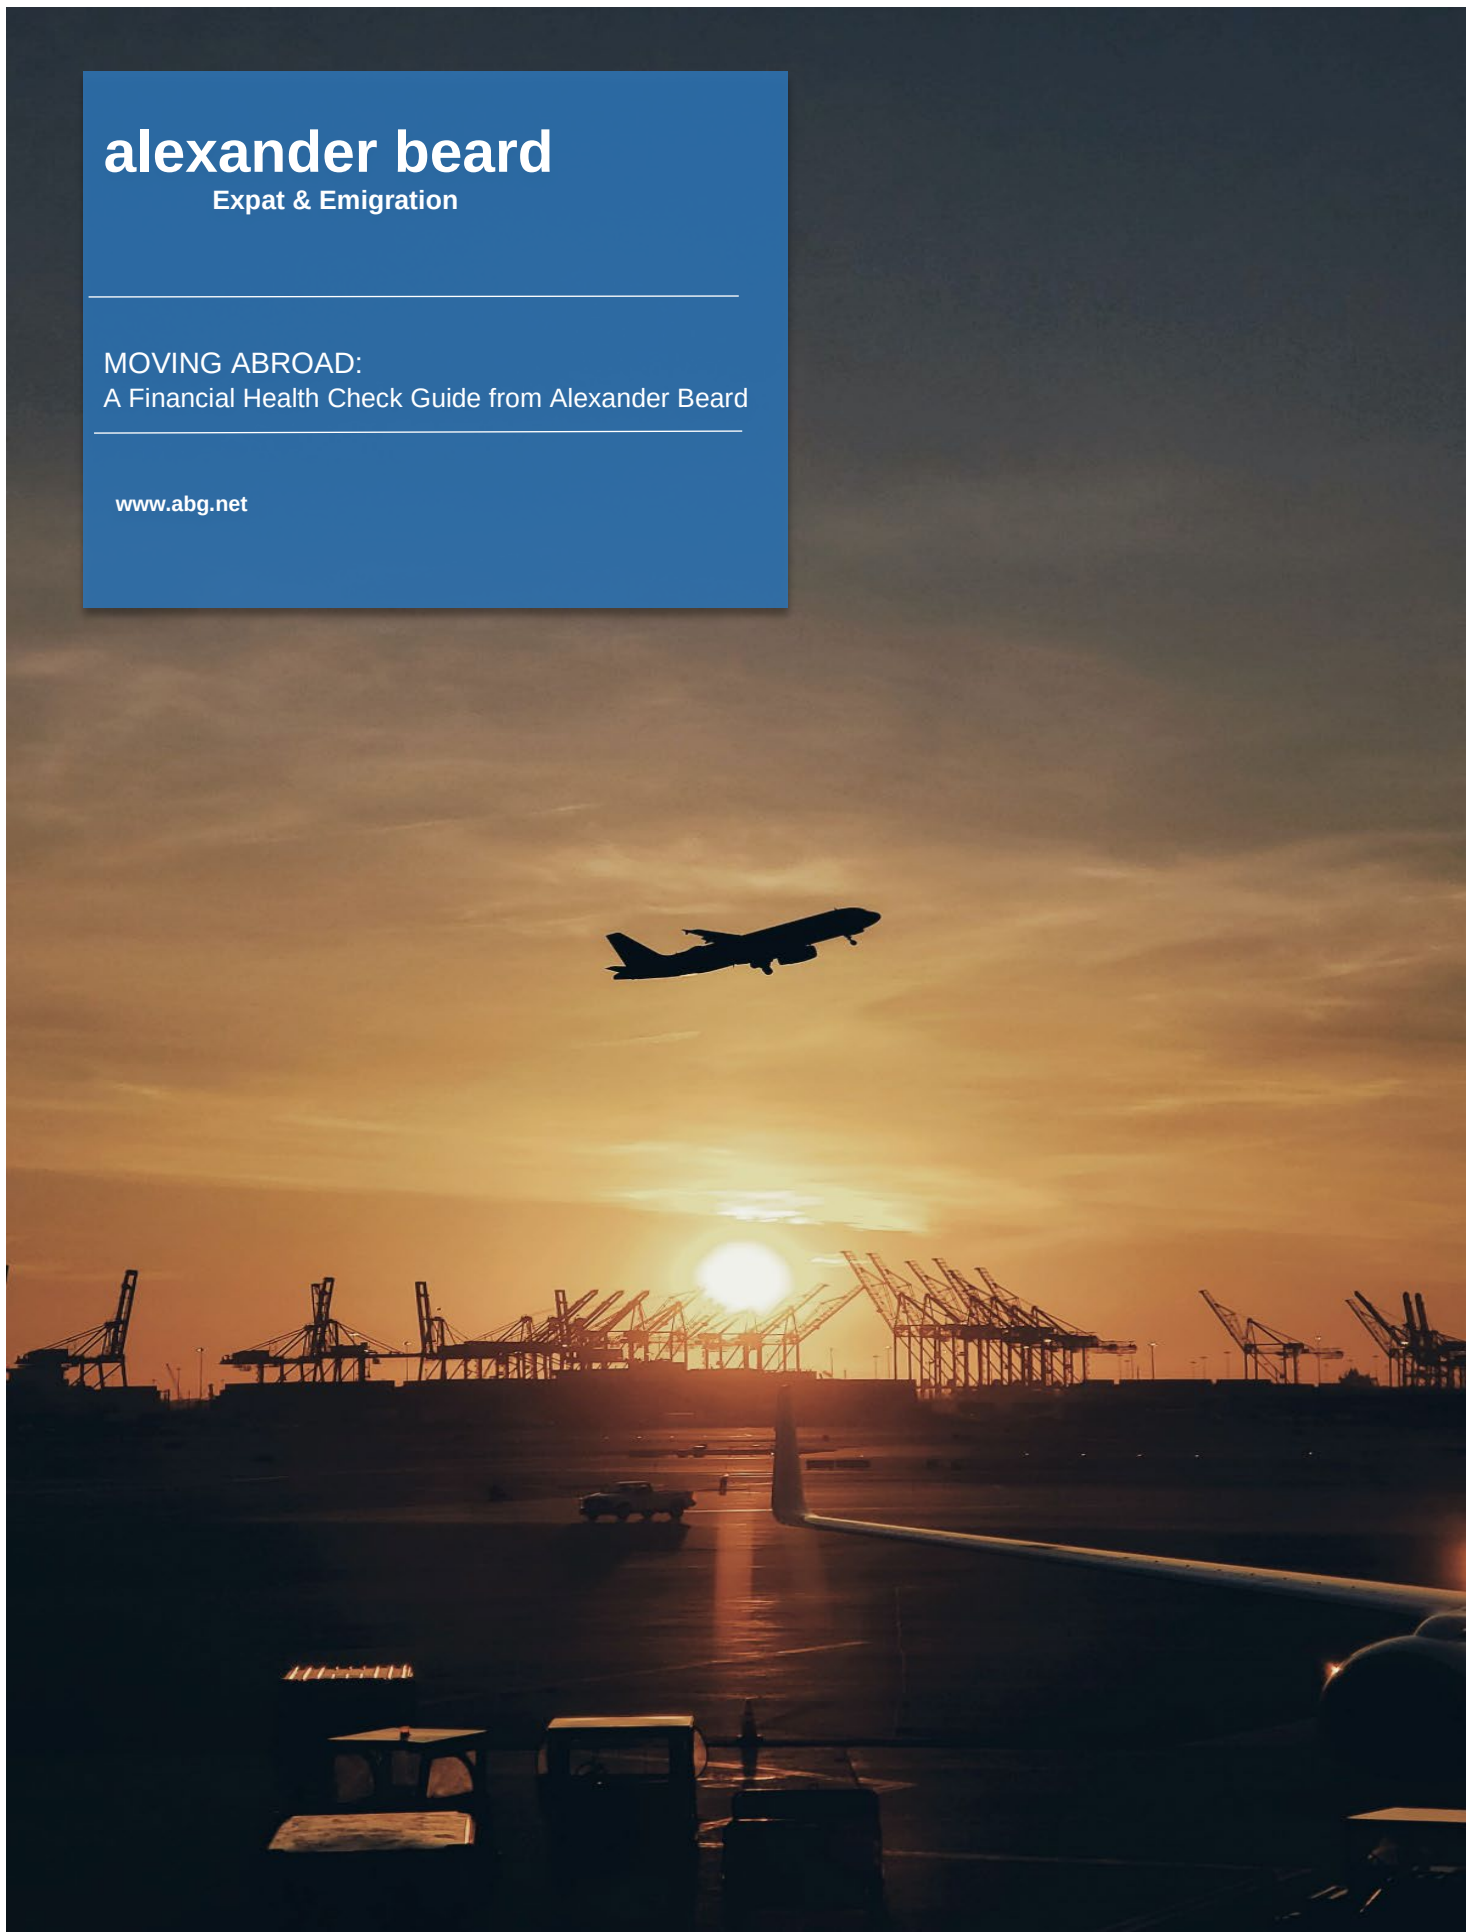 alexander beard
Expat & Emigration
MOVING ABROAD:
A Financial Health Check Guide from Alexander Beard
www.abg.net